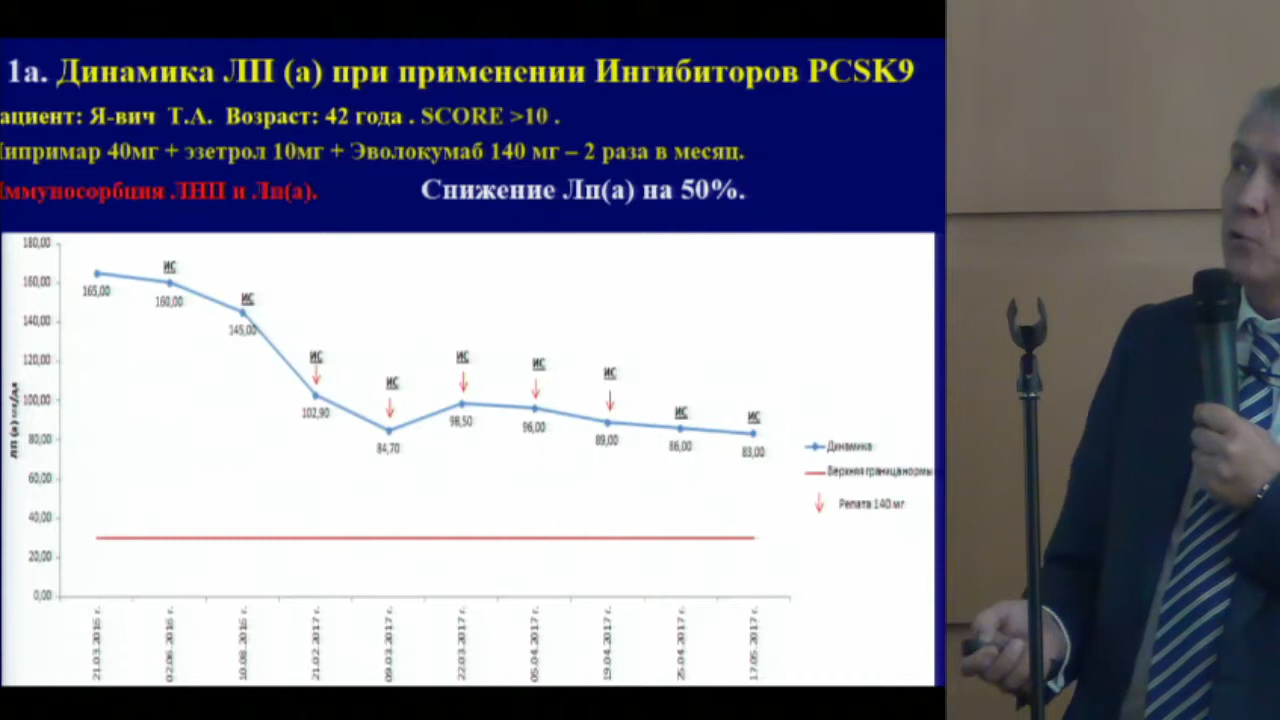 1а. Динамика ЛП (а) при применении Ингибиторов PCSK9
ациент: Я-вич Т.А. Возраст: 42 года . SCORE >10 .
ипримар 40мг + эзетрол 10мг + Эволокумаб 140 мг – 2 раза в месяц.
ммуносорбция ЛНП и Лп(а). Снижение Лп(а) на 50%.
180,00
160,00
140,00
120,00
100,00
80,00
60,00
40,00
20,00
0,00
ЛП (а) мг/дл
165,00
ИС
160,00
ИС
145,00
ИС
102,90
ИС
84,70
ИС
98,50
ИС
96,00
ИС
89,00
ИС
86,00
ИС
83,00
Динамика
Верхняя граница нормы
Репата 140 мг
21.03.2016 г.
02.06.2016 г.
10.08.2016 г.
21.02.2017 г.
09.03.2017 г.
22.03.2017 г.
05.04.2017 г.
19.04.2017 г.
25.04.2017 г.
17.05.2017 г.